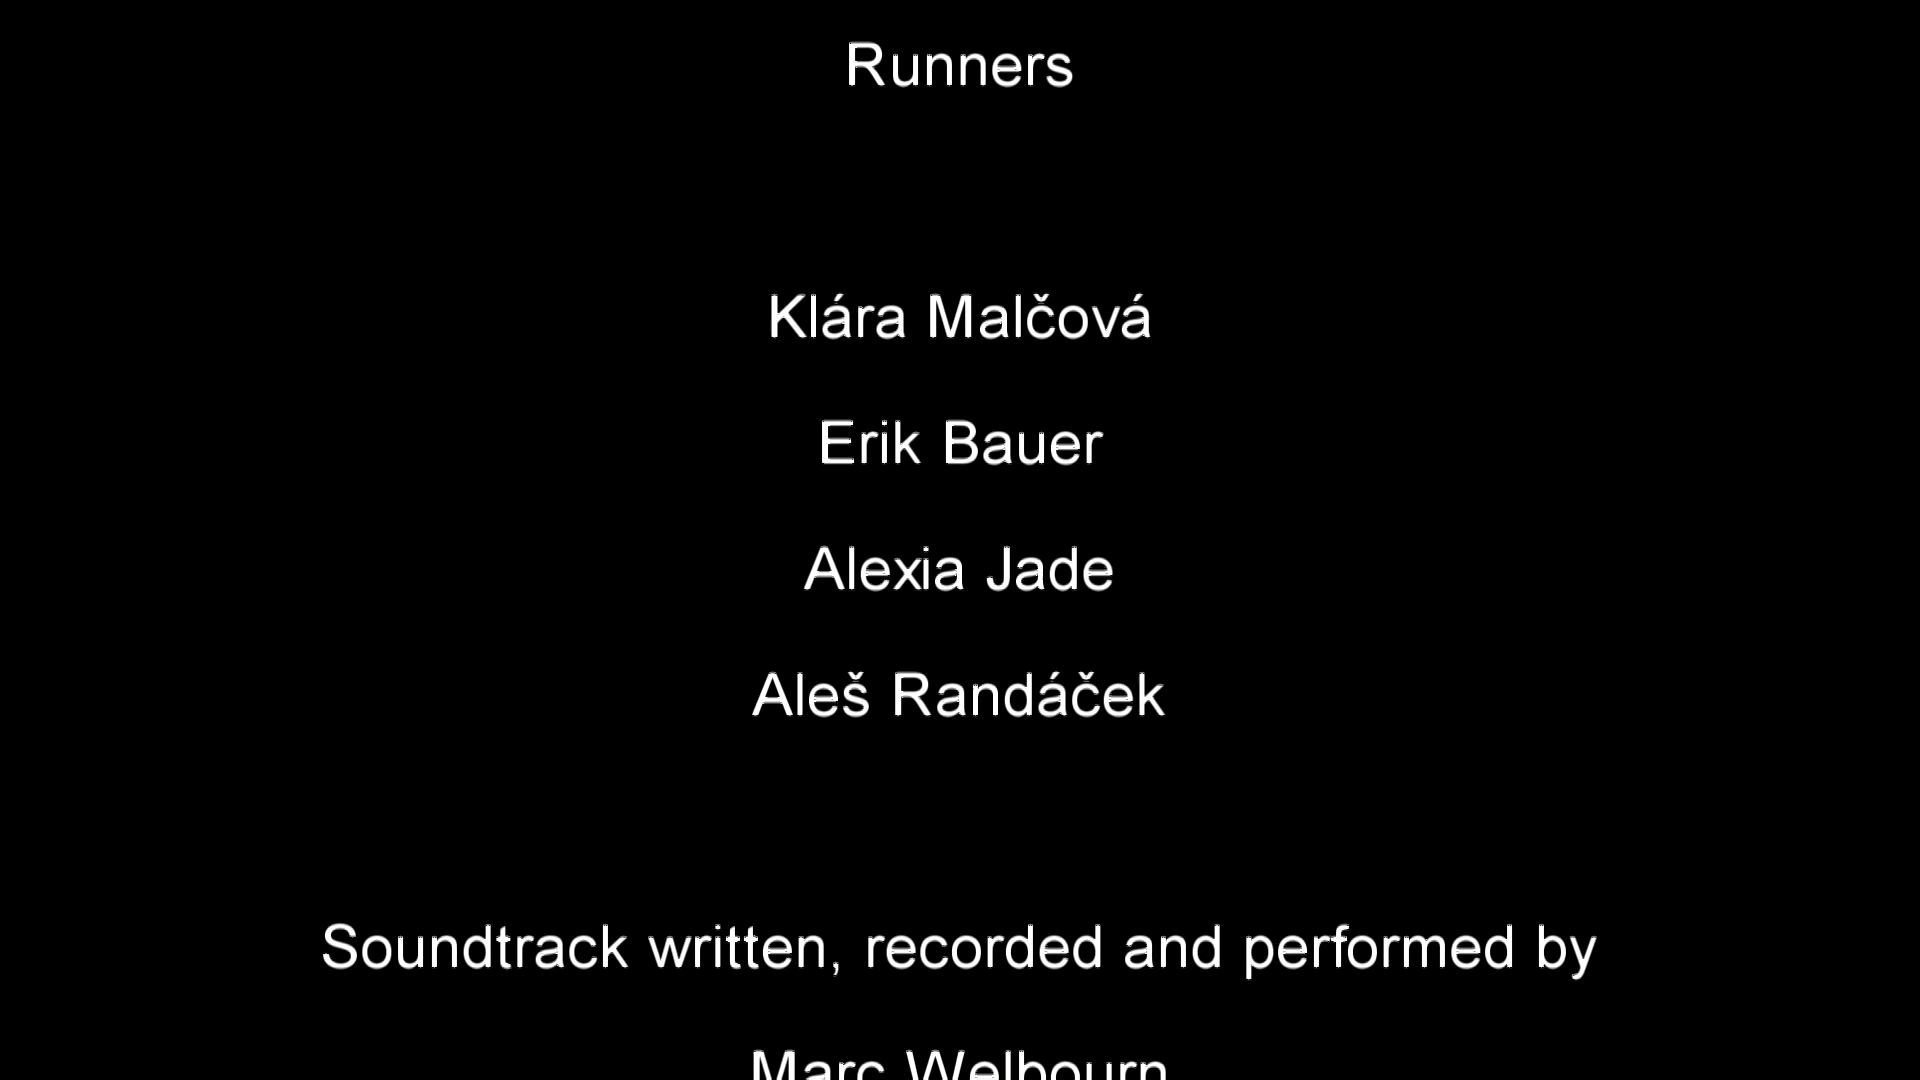 Runners
Klára Malčová
Erik Bauer
Alexia Jade
Aleš Randáček
Soundtrack written, recorded and performed by
Marc Welbourn